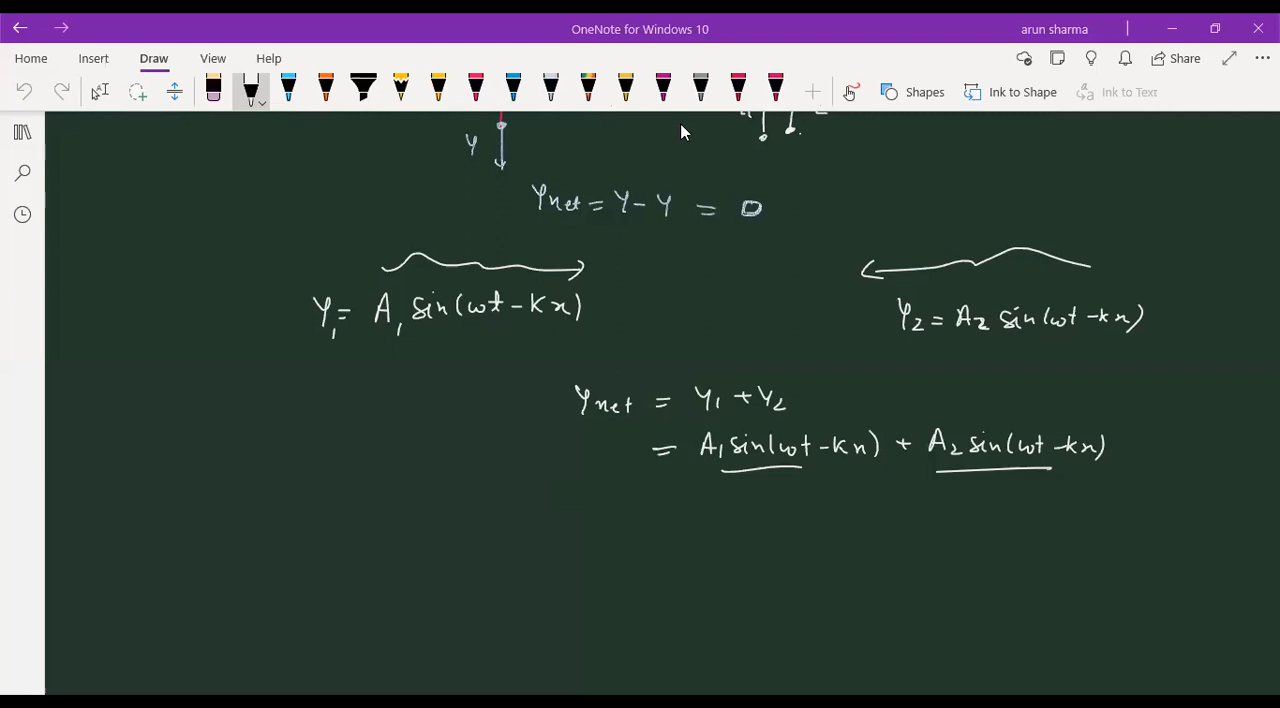 OneNote for Windows 10
arun sharma
Home Insert Draw View Help
Share
Shapes Ink to Shape Ink to Text
Y
Ynet = Y - Y = 0
Y1 = A1 sin(ωt - Kx)
Y2 = A2 sin(ωt - kx)
Ynet = Y1 + Y2
= A1 sin(ωt - Kx) + A2 sin(ωt - kx)